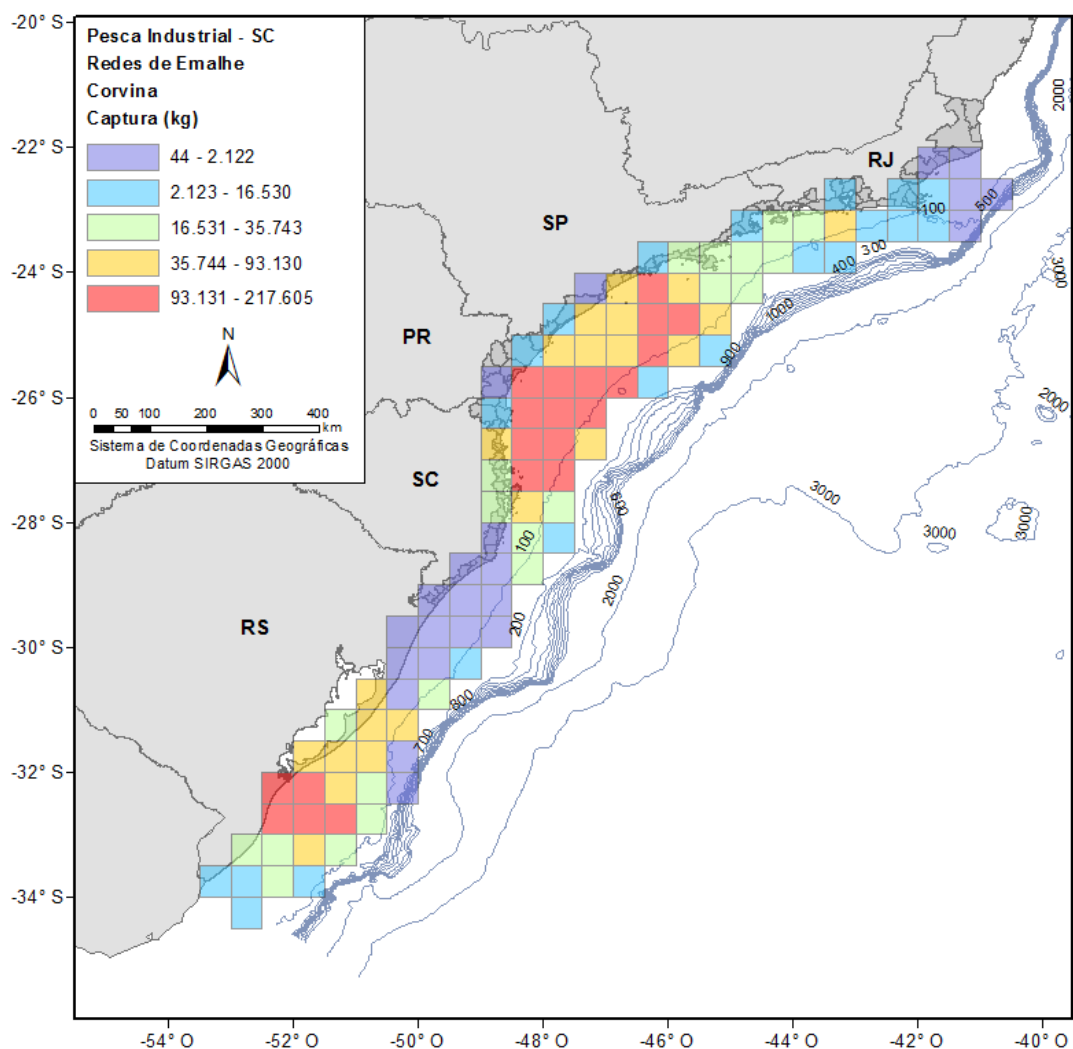 Pesca Industrial - SC
Redes de Emalhe
Corvina
Captura (kg)
44 - 2.122
2.123 - 16.530
16.531 - 35.743
35.744 - 93.130
93.131 - 217.605
N
0 50 100 200 300 400
km
Sistema de Coordenadas Geográficas
Datum SIRGAS 2000
-20° S
-22° S
-24° S
-26° S
-28° S
-30° S
-32° S
-34° S
-54° O
-52° O
-50° O
-48° O
-46° O
-44° O
-42° O
-40° O
RJ
SP
PR
SC
RS
2000
500
100
300
400
3000
1000
900
2000
600
3000
3000
3000
100
2000
200
800
700